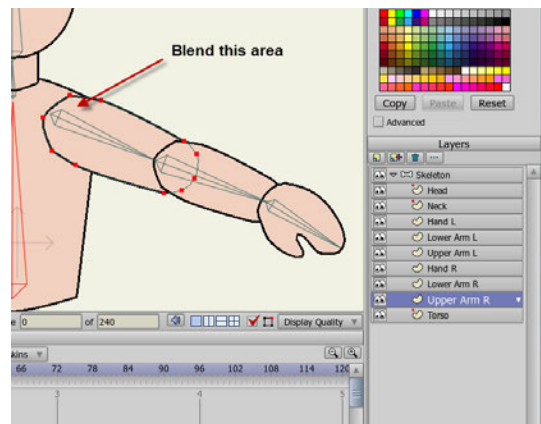 Blend this area
Copy Paste Reset
Advanced
Layers
Skeleton
Head
Neck
Hand L
Lower Arm L
Upper Arm L
Hand R
Lower Arm R
Upper Arm R
Torso
0 of 240 Display Quality
kins
66 72 78 84 90 96 102 108 114 120
3 4 5